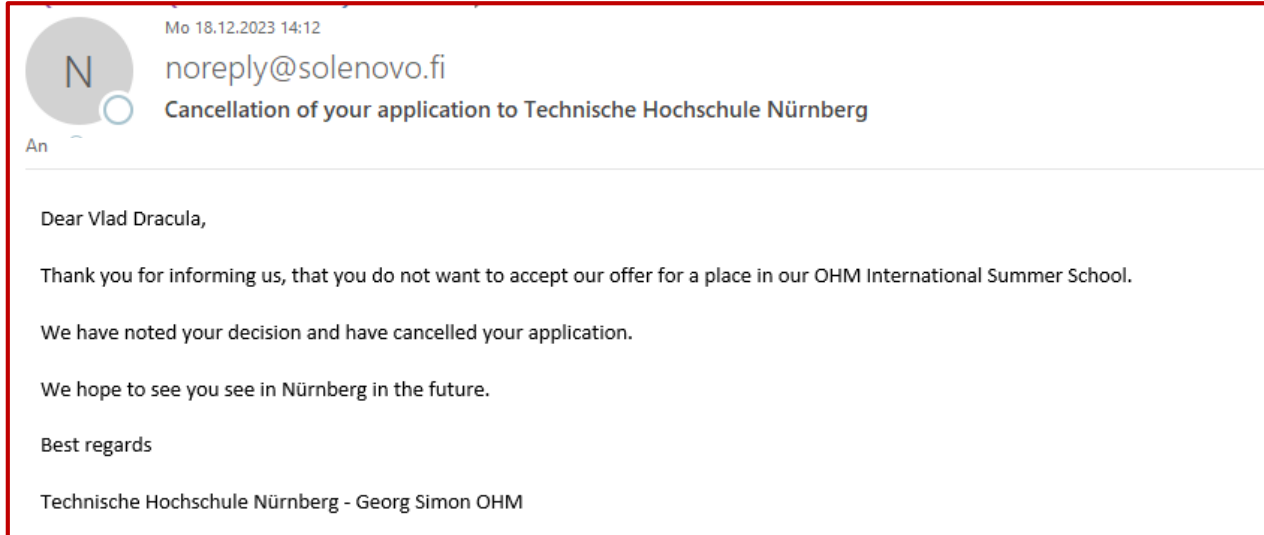 Mo 18.12.2023 14:12
N
noreply@solenovo.fi
Cancellation of your application to Technische Hochschule Nürnberg
An
Dear Vlad Dracula,
Thank you for informing us, that you do not want to accept our offer for a place in our OHM International Summer School.
We have noted your decision and have cancelled your application.
We hope to see you see in Nürnberg in the future.
Best regards
Technische Hochschule Nürnberg - Georg Simon OHM